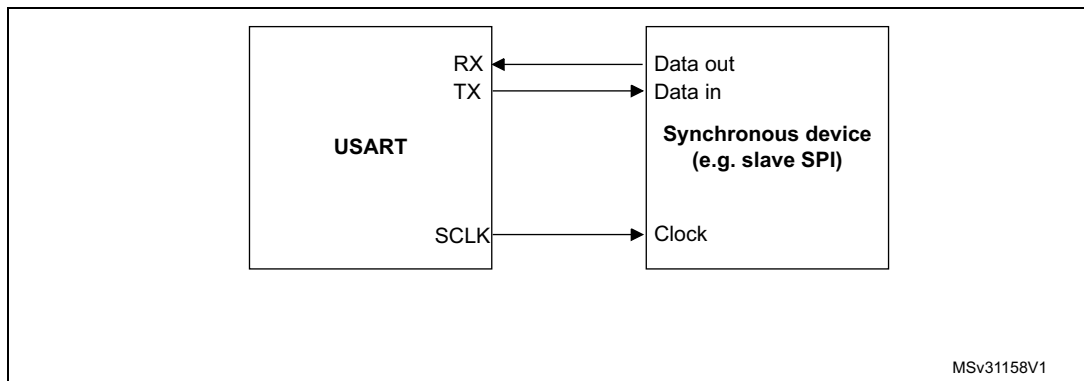 RX
TX
USART
SCLK
Data out
Data in
Synchronous device
(e.g. slave SPI)
Clock
MSv31158V1